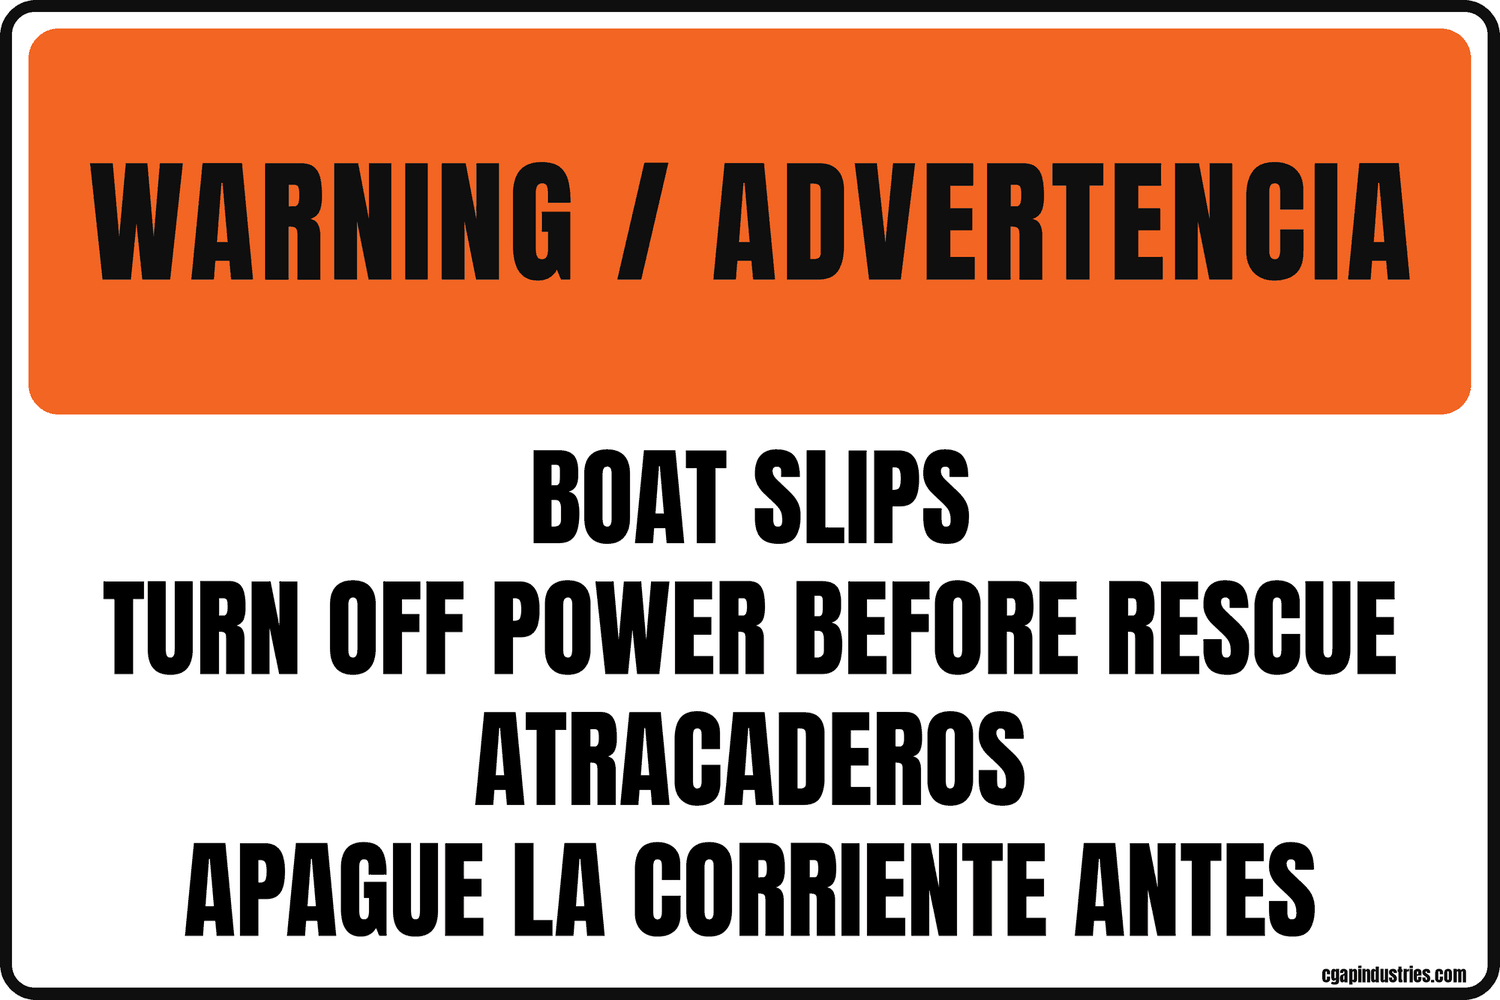 WARNING / ADVERTENCIA
BOAT SLIPS
TURN OFF POWER BEFORE RESCUE
ATRACADEROS
APAGUE LA CORRIENTE ANTES
cgapindustries.com